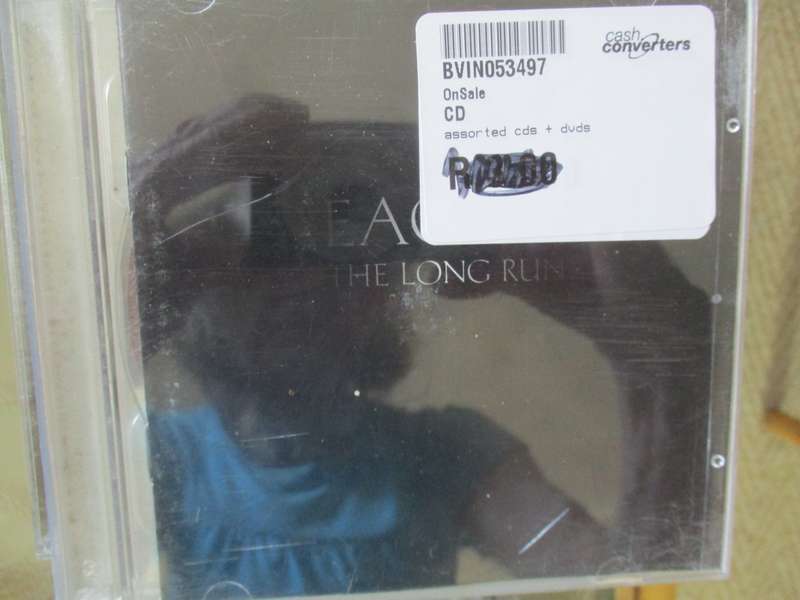 cash
converters
BVIN053497
OnSale
CD
assorted cds + dvds
THE LONG RUN